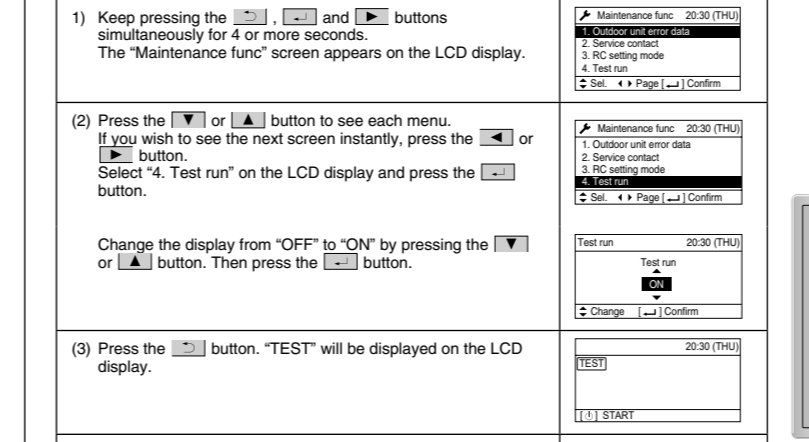 1) Keep pressing the ⮌ , ↵ and ▶ buttons
simultaneously for 4 or more seconds.
The “Maintenance func” screen appears on the LCD display.
Maintenance func 20:30 (THU)
1. Outdoor unit error data
2. Service contact
3. RC setting mode
4. Test run
Sel. Page [ ↵ ] Confirm
(2) Press the ▼ or ▲ button to see each menu.
If you wish to see the next screen instantly, press the ◀ or
▶ button.
Select “4. Test run” on the LCD display and press the ↵
button.
Maintenance func 20:30 (THU)
1. Outdoor unit error data
2. Service contact
3. RC setting mode
4. Test run
Sel. Page [ ↵ ] Confirm
Change the display from “OFF” to “ON” by pressing the ▼
or ▲ button. Then press the ↵ button.
Test run 20:30 (THU)
Test run
ON
Change [ ↵ ] Confirm
(3) Press the ⮌ button. “TEST” will be displayed on the LCD
display.
20:30 (THU)
TEST
[⏻] START